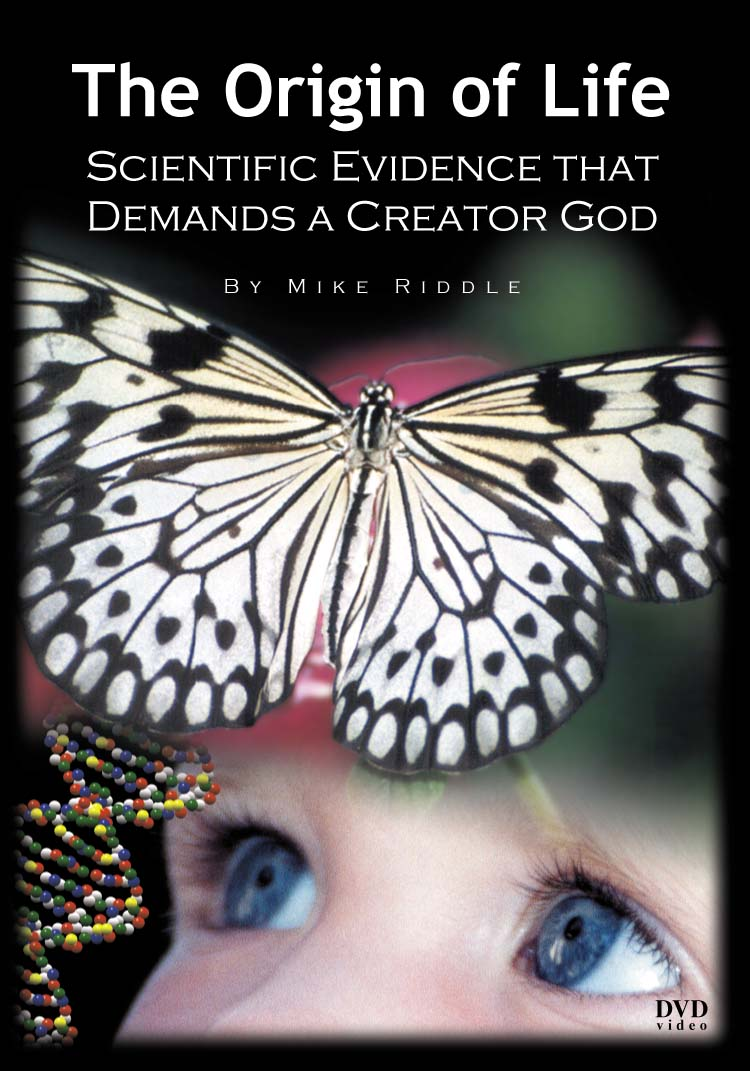 The Origin of Life
Scientific Evidence that
Demands a Creator God
By Mike Riddle
DVD
video